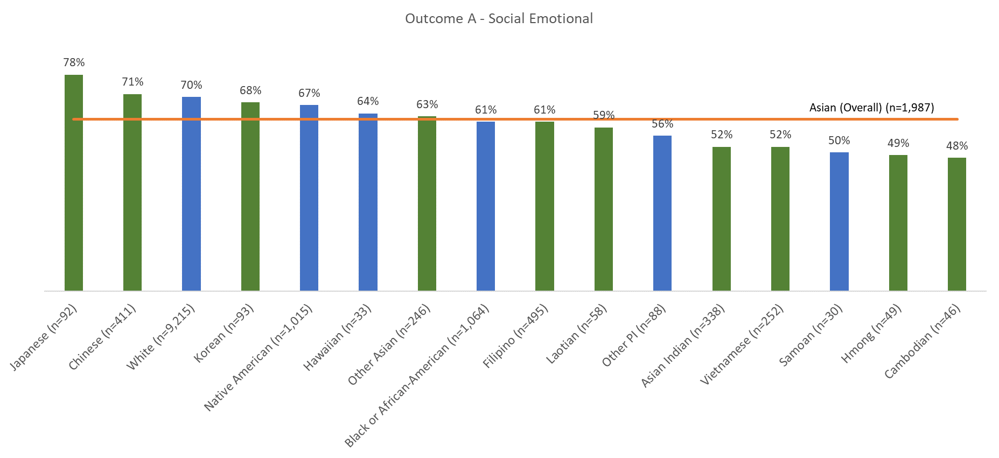 Outcome A - Social Emotional
78%
71%
70%
68%
67%
64%
63%
61%
61%
59%
56%
52%
52%
50%
49%
48%
Asian (Overall) (n=1,987)
Japanese (n=92)
Chinese (n=411)
White (n=9,215)
Korean (n=93)
Native American (n=1,015)
Hawaiian (n=33)
Other Asian (n=246)
Black or African-American (n=1,064)
Filipino (n=495)
Laotian (n=58)
Other PI (n=88)
Asian Indian (n=338)
Vietnamese (n=252)
Samoan (n=30)
Hmong (n=49)
Cambodian (n=46)